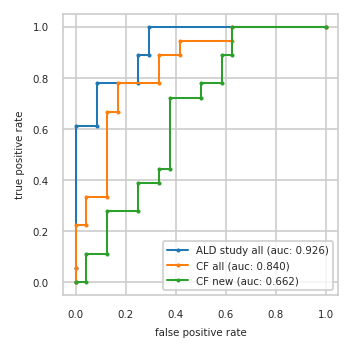 1.0
0.8
0.6
0.4
0.2
0.0
true positive rate
ALD study all (auc: 0.926)
CF all (auc: 0.840)
CF new (auc: 0.662)
0.0 0.2 0.4 0.6 0.8 1.0
false positive rate